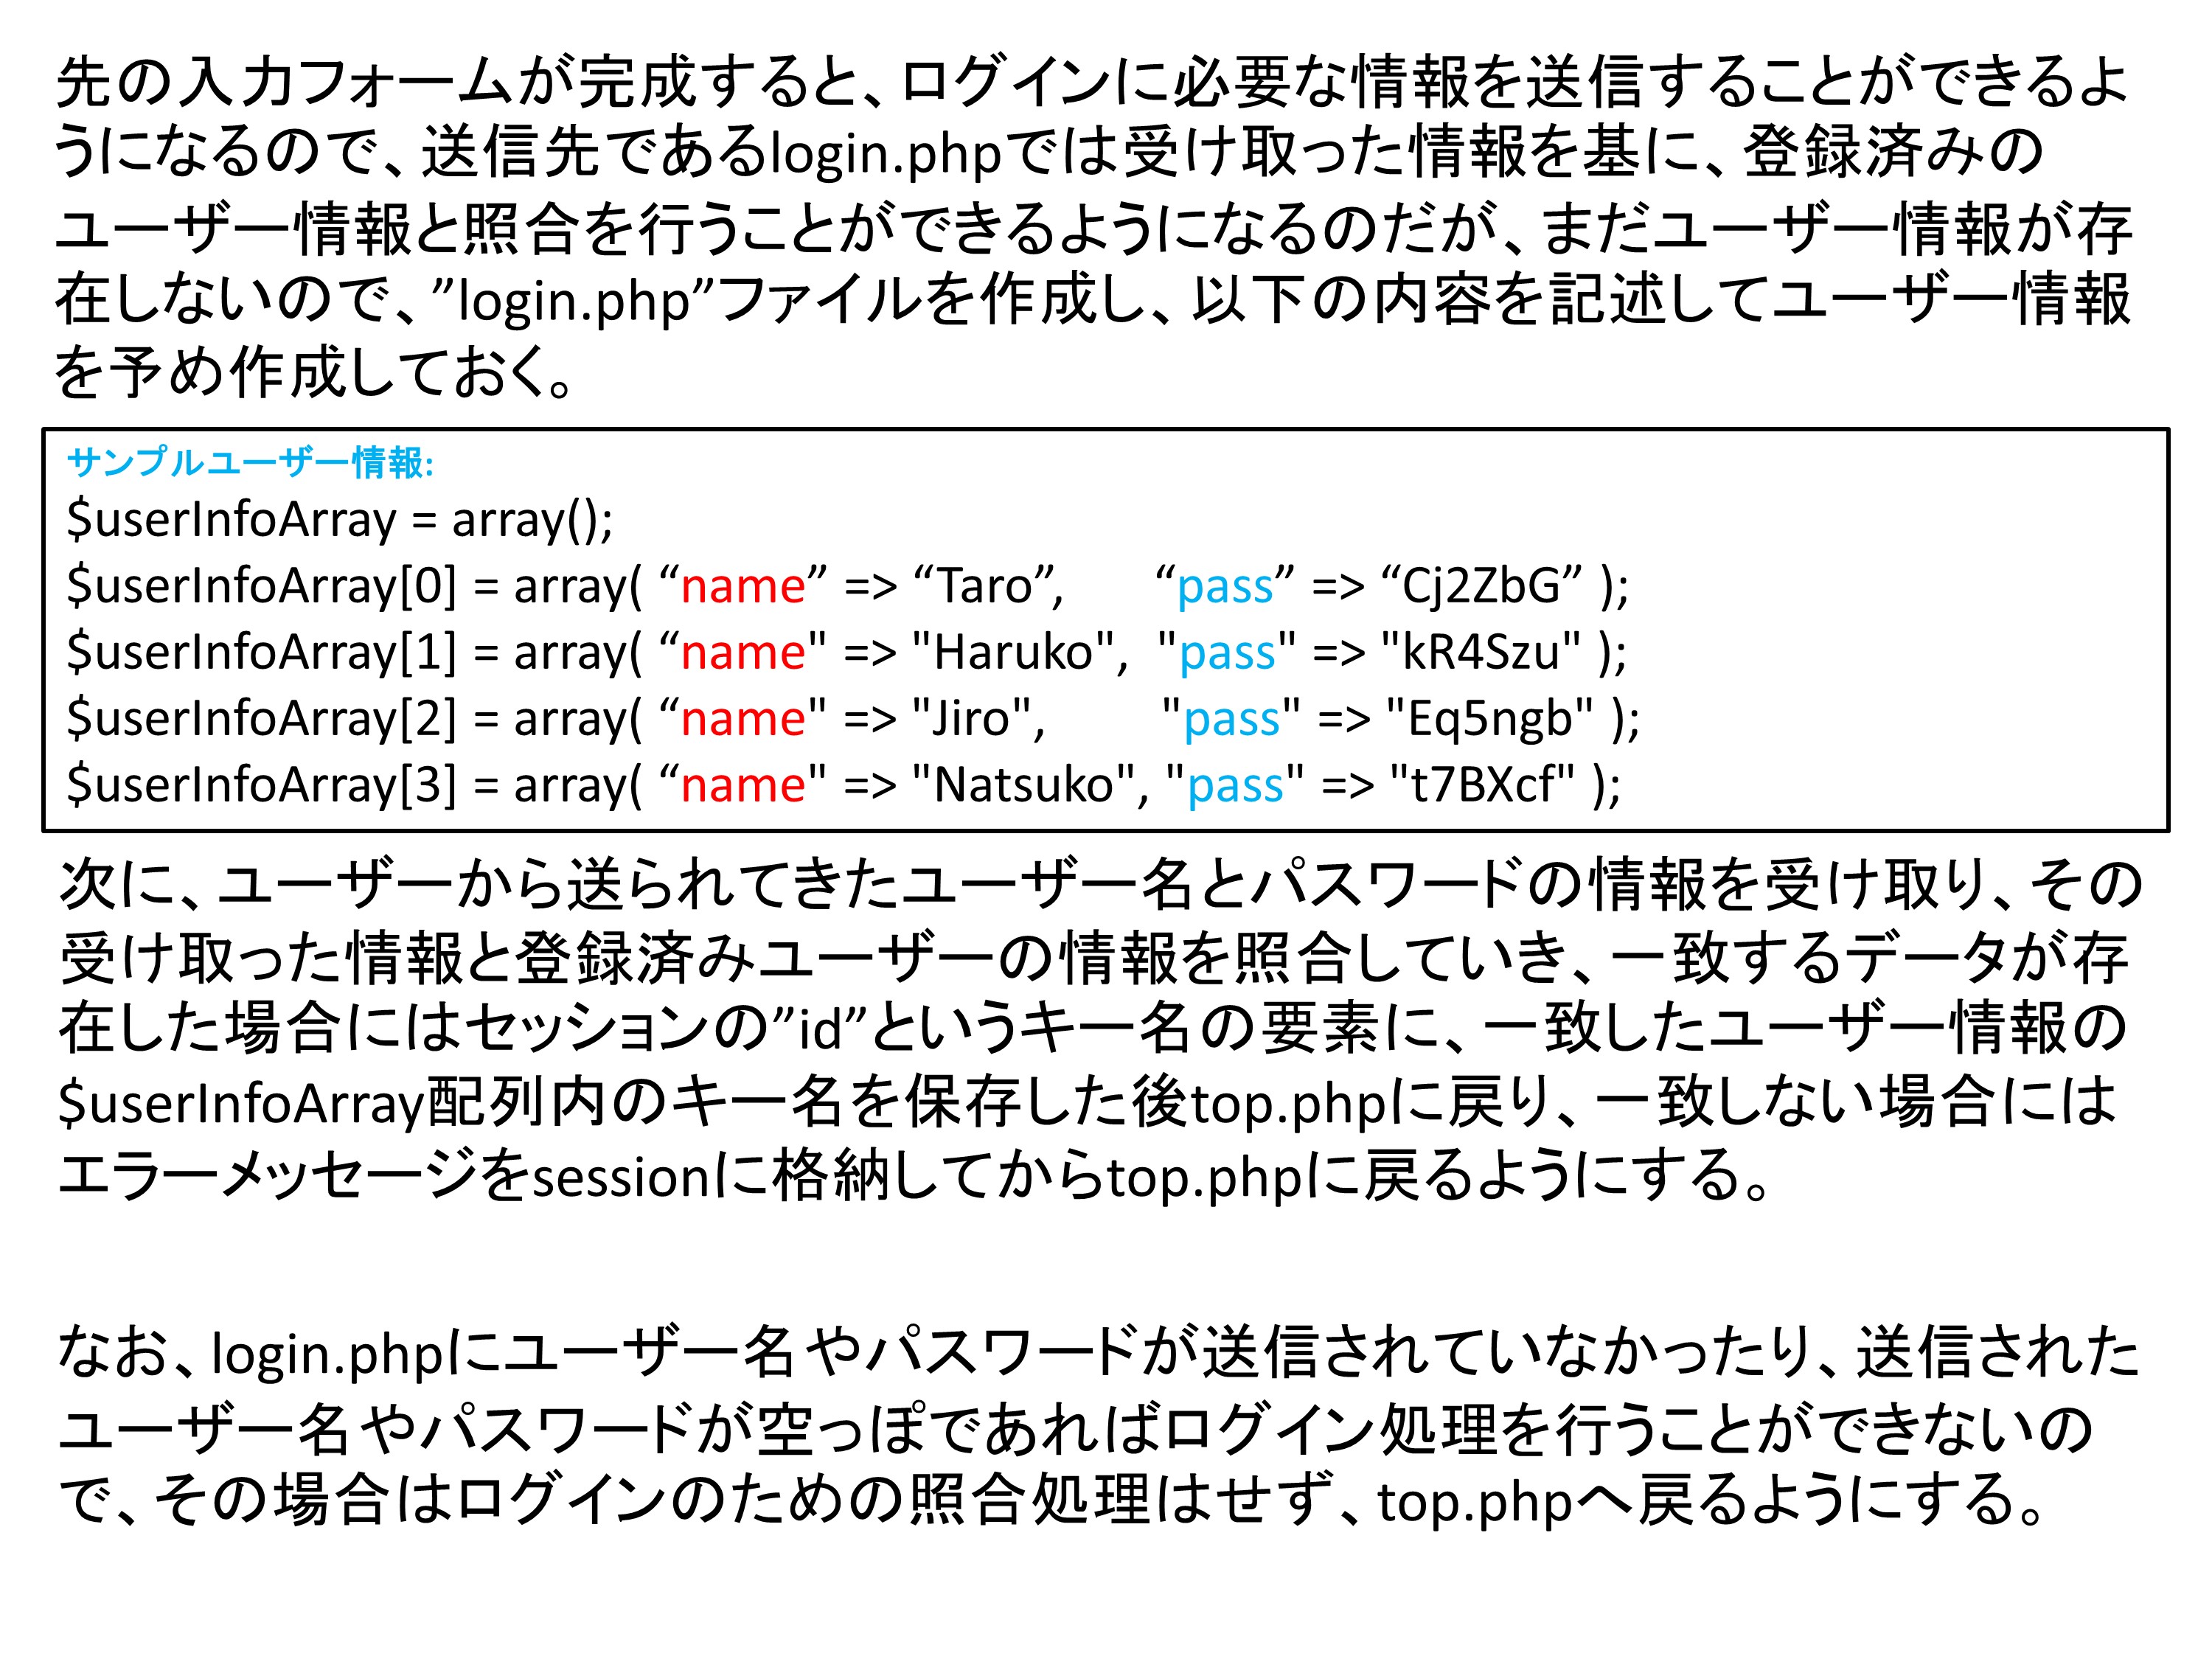 先の入力フォームが完成すると、ログインに必要な情報を送信することができるよ
うになるので、送信先であるlogin.phpでは受け取った情報を基に、登録済みの
ユーザー情報と照合を行うことができるようになるのだが、まだユーザー情報が存
在しないので、”login.php”ファイルを作成し、以下の内容を記述してユーザー情報
を予め作成しておく。
サンプルユーザー情報:
$userInfoArray = array();
$userInfoArray[0] = array( “name” => “Taro”, “pass” => “Cj2ZbG” );
$userInfoArray[1] = array( “name" => "Haruko", "pass" => "kR4Szu" );
$userInfoArray[2] = array( “name" => "Jiro", "pass" => "Eq5ngb" );
$userInfoArray[3] = array( “name" => "Natsuko", "pass" => "t7BXcf" );
次に、ユーザーから送られてきたユーザー名とパスワードの情報を受け取り、その
受け取った情報と登録済みユーザーの情報を照合していき、一致するデータが存
在した場合にはセッションの”id”というキー名の要素に、一致したユーザー情報の
$userInfoArray配列内のキー名を保存した後top.phpに戻り、一致しない場合には
エラーメッセージをsessionに格納してからtop.phpに戻るようにする。
なお、login.phpにユーザー名やパスワードが送信されていなかったり、送信された
ユーザー名やパスワードが空っぽであればログイン処理を行うことができないの
で、その場合はログインのための照合処理はせず、top.phpへ戻るようにする。